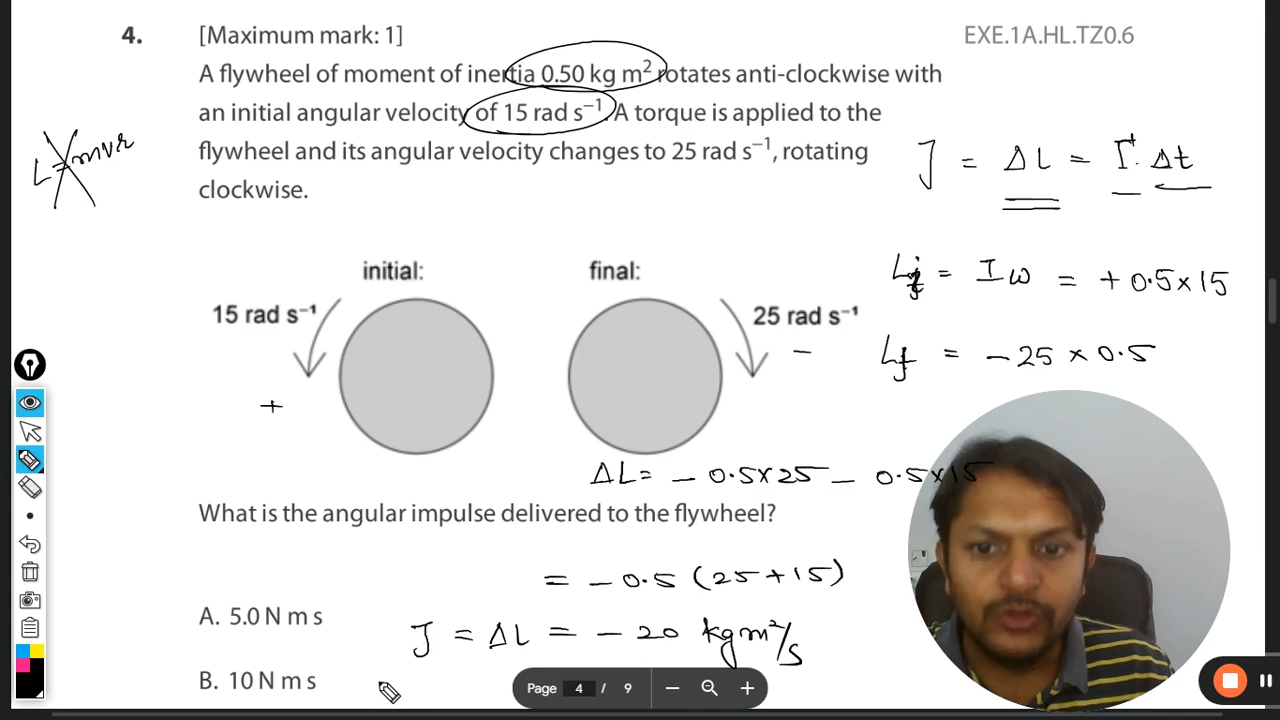 4. [Maximum mark: 1] EXE.1A.HL.TZ0.6
A flywheel of moment of inertia 0.50 kg m² rotates anti-clockwise with
an initial angular velocity of 15 rad s⁻¹. A torque is applied to the
flywheel and its angular velocity changes to 25 rad s⁻¹, rotating
clockwise.
L = mvr
J = ΔL = Γ. Δt
initial: final:
Li = Iω = +0.5×15
15 rad s⁻¹ 25 rad s⁻¹
+ −
Lf = −25 × 0.5
ΔL = − 0.5×25 − 0.5×15
What is the angular impulse delivered to the flywheel?
= − 0.5 (25+15)
A. 5.0 N m s
J = ΔL = − 20 kg m²/s
B. 10 N m s
Page 4 / 9